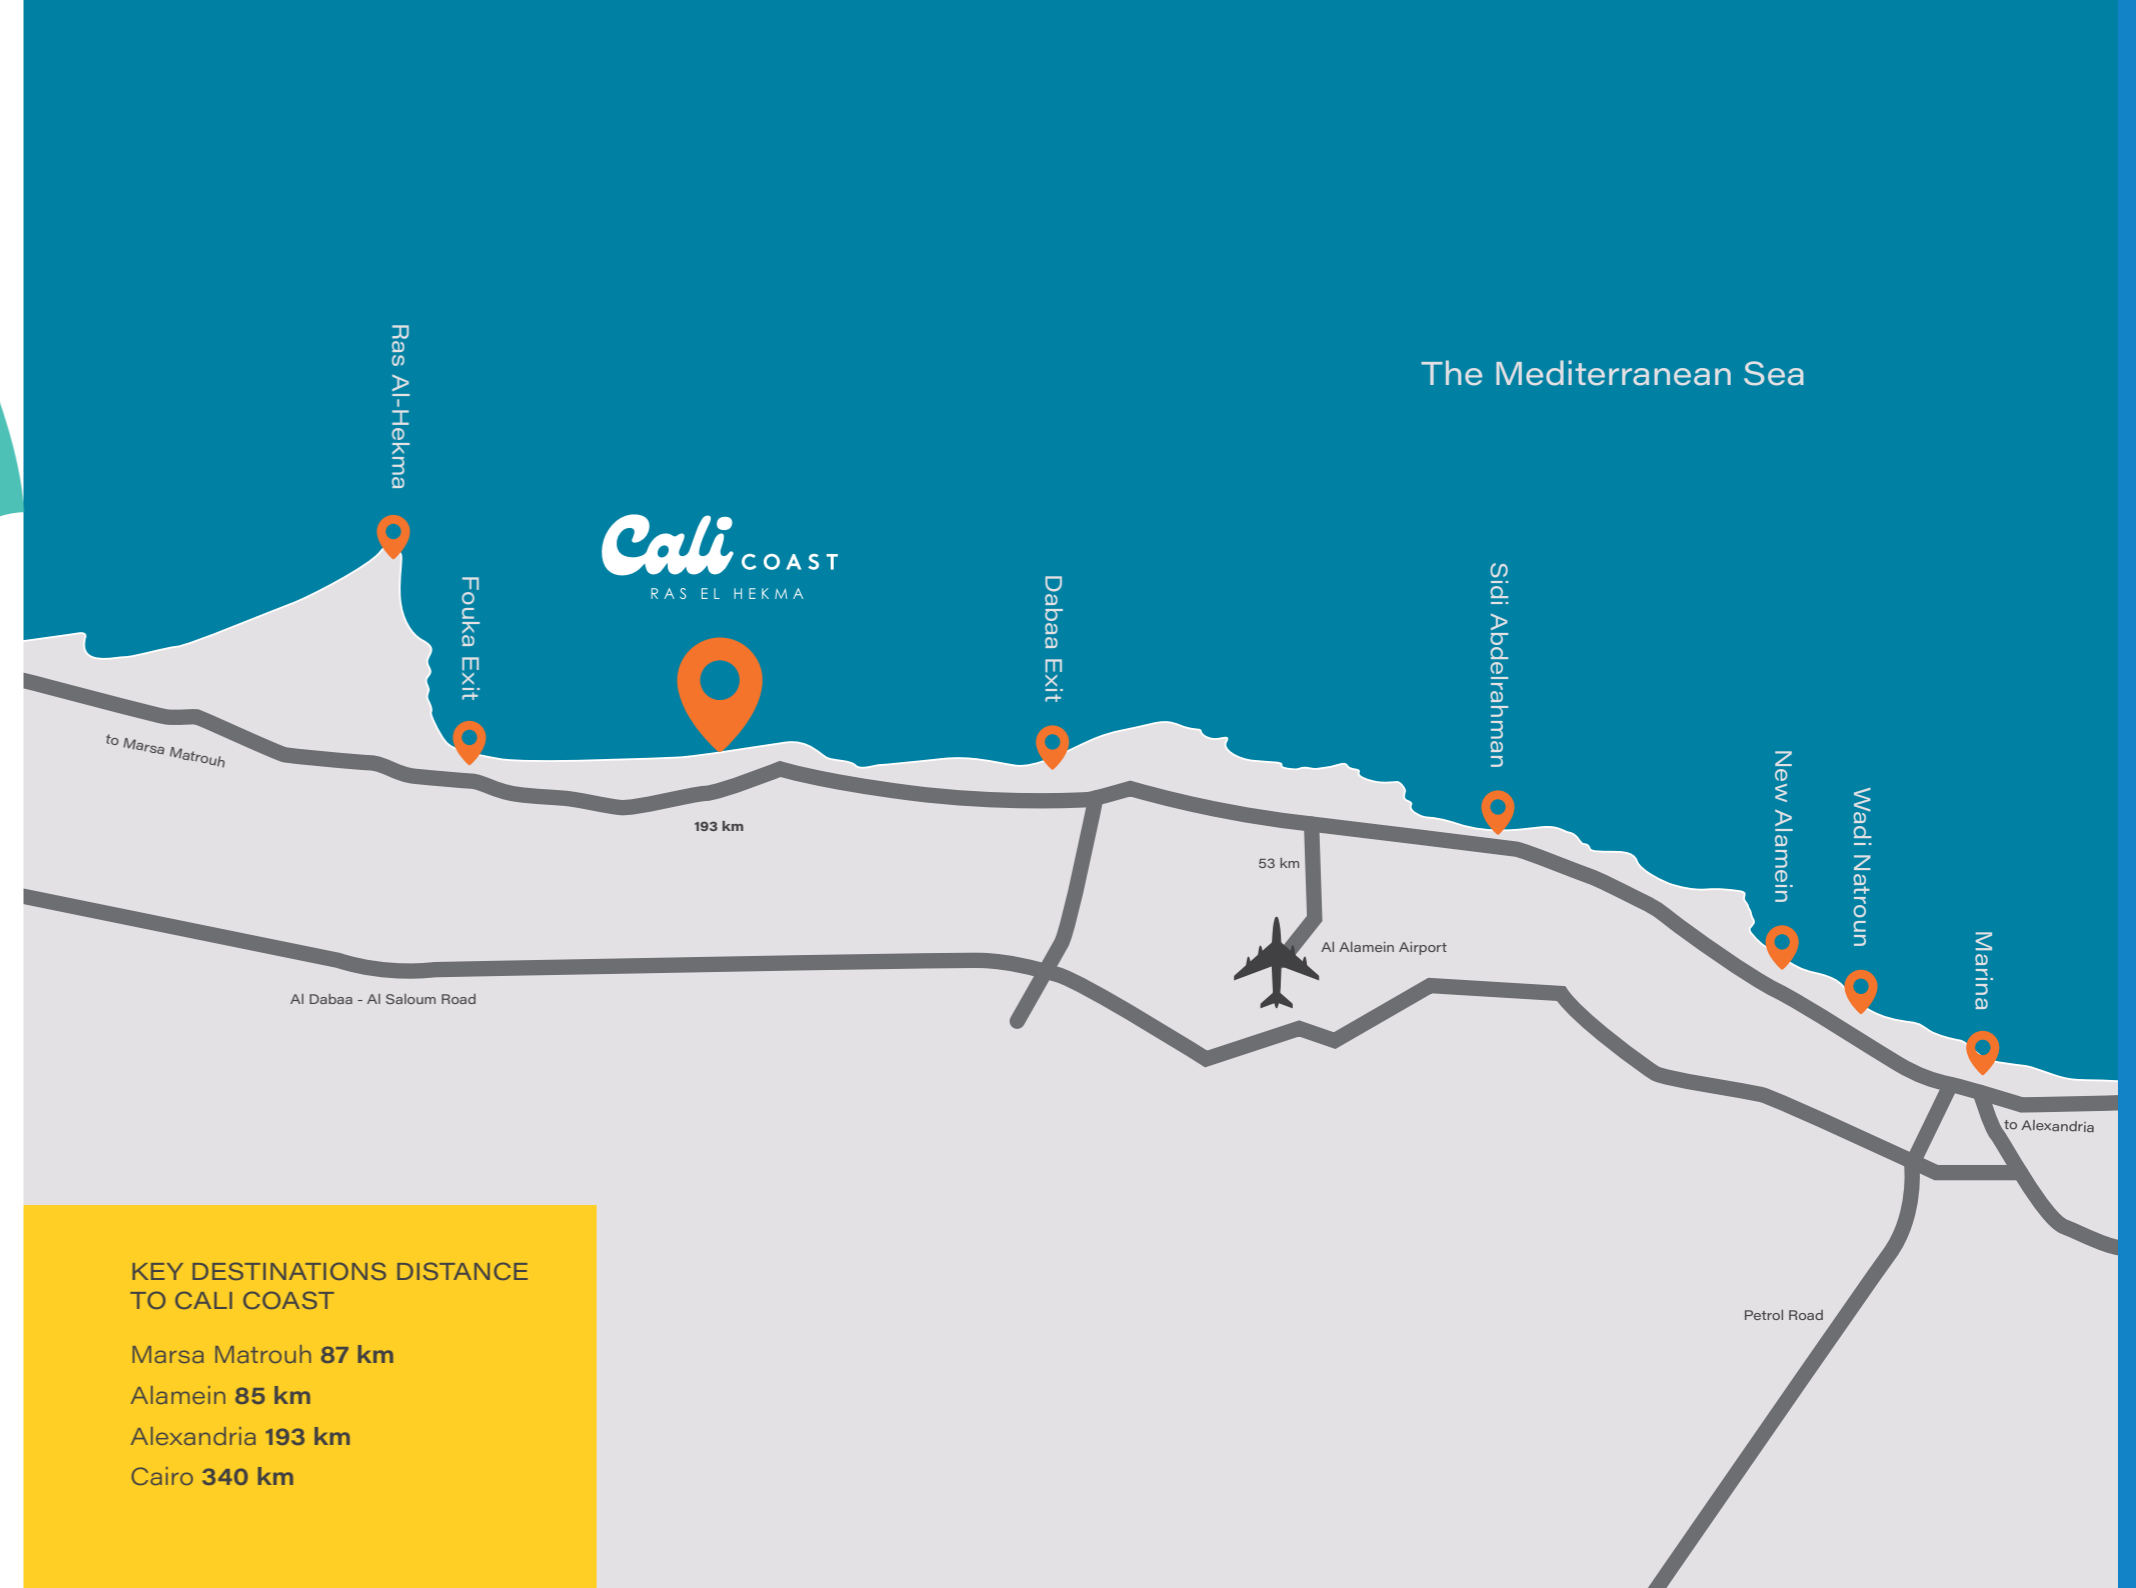 Ras Al-Hekma
The Mediterranean Sea
Cali COAST
RAS EL HEKMA
Fouka Exit
Dabaa Exit
Sidi Abdelrahman
New Alamein
Wadi Natroun
Marina
to Marsa Matrouh
193 km
53 km
Al Alamein Airport
Al Dabaa - Al Saloum Road
to Alexandria
Petrol Road
KEY DESTINATIONS DISTANCE
TO CALI COAST
Marsa Matrouh 87 km
Alamein 85 km
Alexandria 193 km
Cairo 340 km